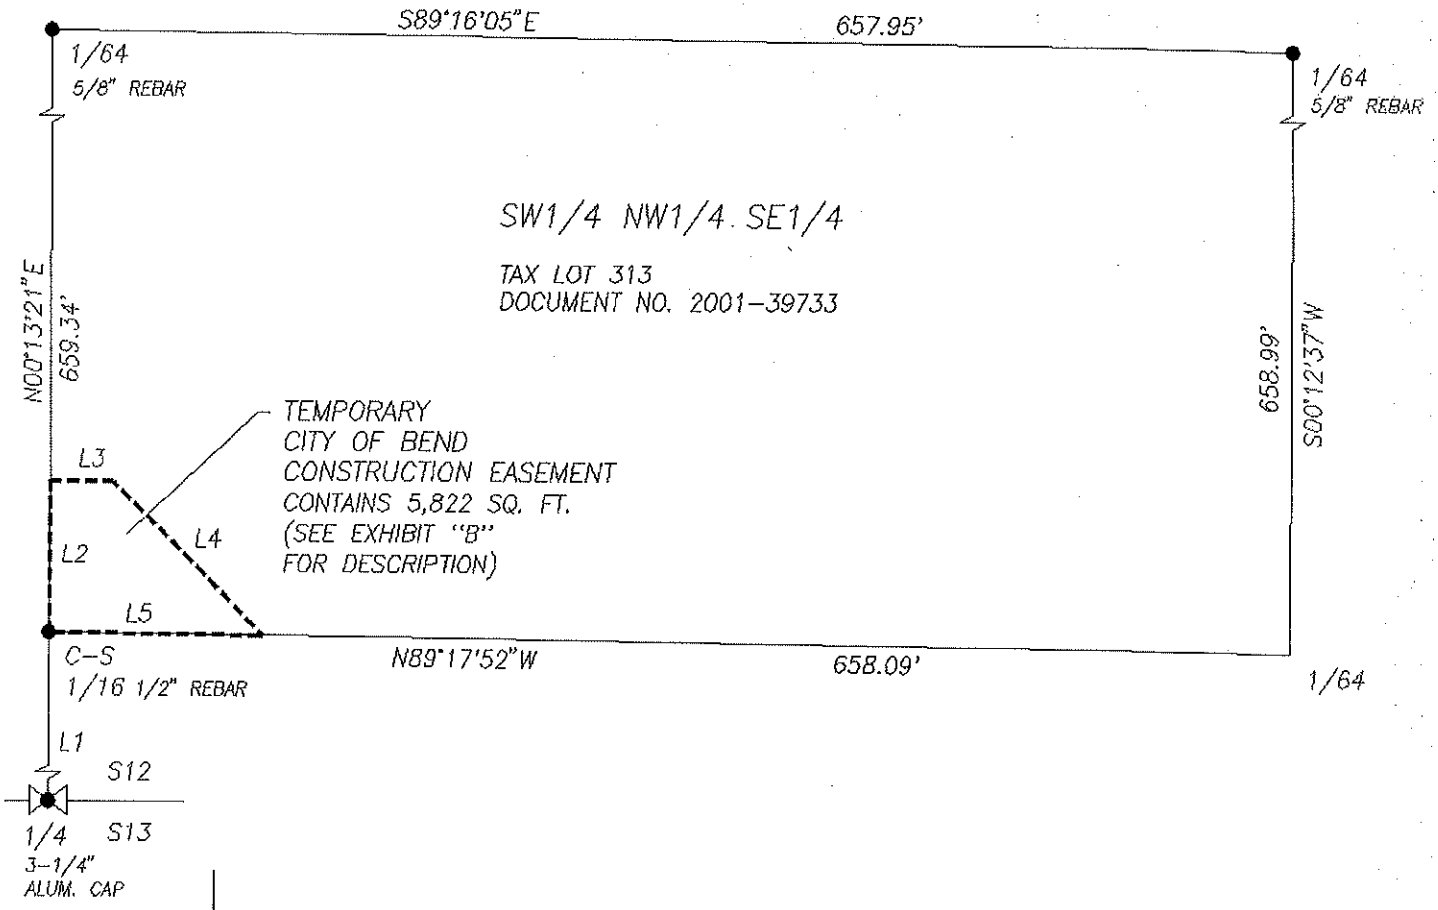 S89°16'05"E 657.95'
1/64
5/8" REBAR
1/64
5/8" REBAR
SW1/4 NW1/4 SE1/4
TAX LOT 313
DOCUMENT NO. 2001-39733
N00°13'21"E
659.34'
658.99'
S00°12'37"W
TEMPORARY
CITY OF BEND
CONSTRUCTION EASEMENT
CONTAINS 5,822 SQ. FT.
(SEE EXHIBIT "B"
FOR DESCRIPTION)
L3
L4
L2
L5
C-S
1/16 1/2" REBAR
N89°17'52"W 658.09'
1/64
L1
S12
1/4 S13
3-1/4"
ALUM. CAP